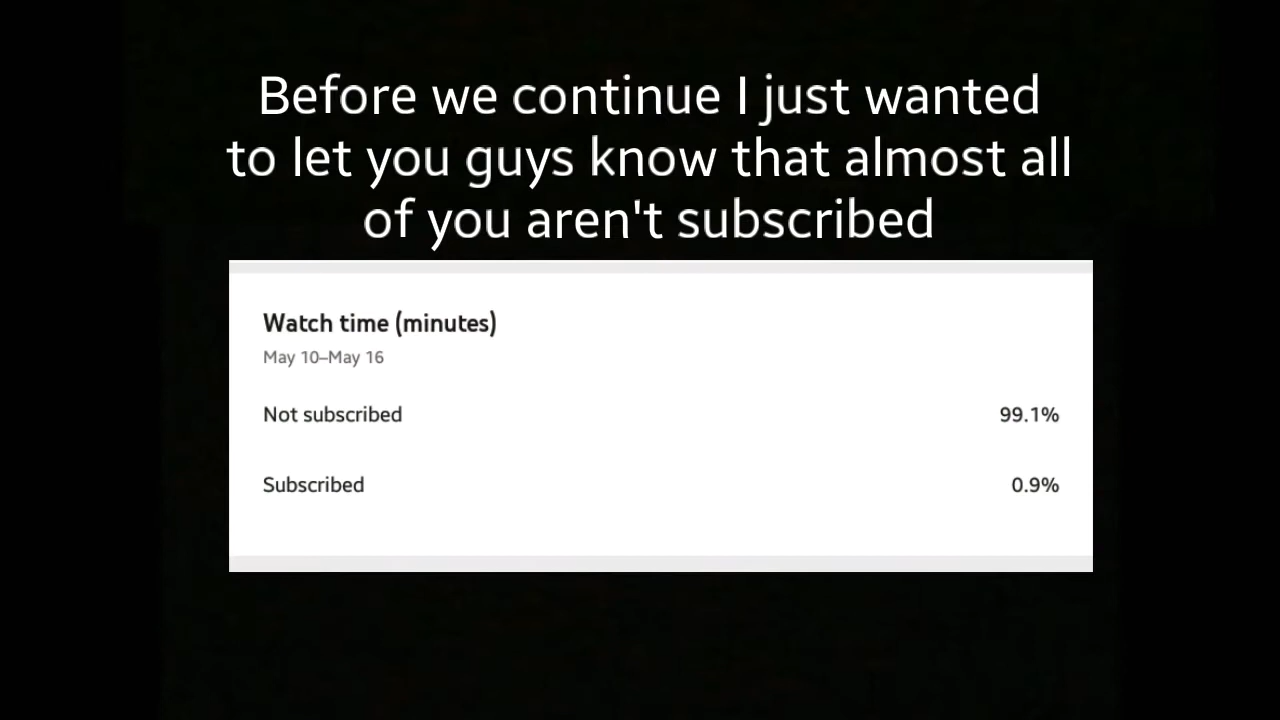 Before we continue I just wanted
to let you guys know that almost all
of you aren't subscribed
Watch time (minutes)
May 10–May 16
Not subscribed 99.1%
Subscribed 0.9%